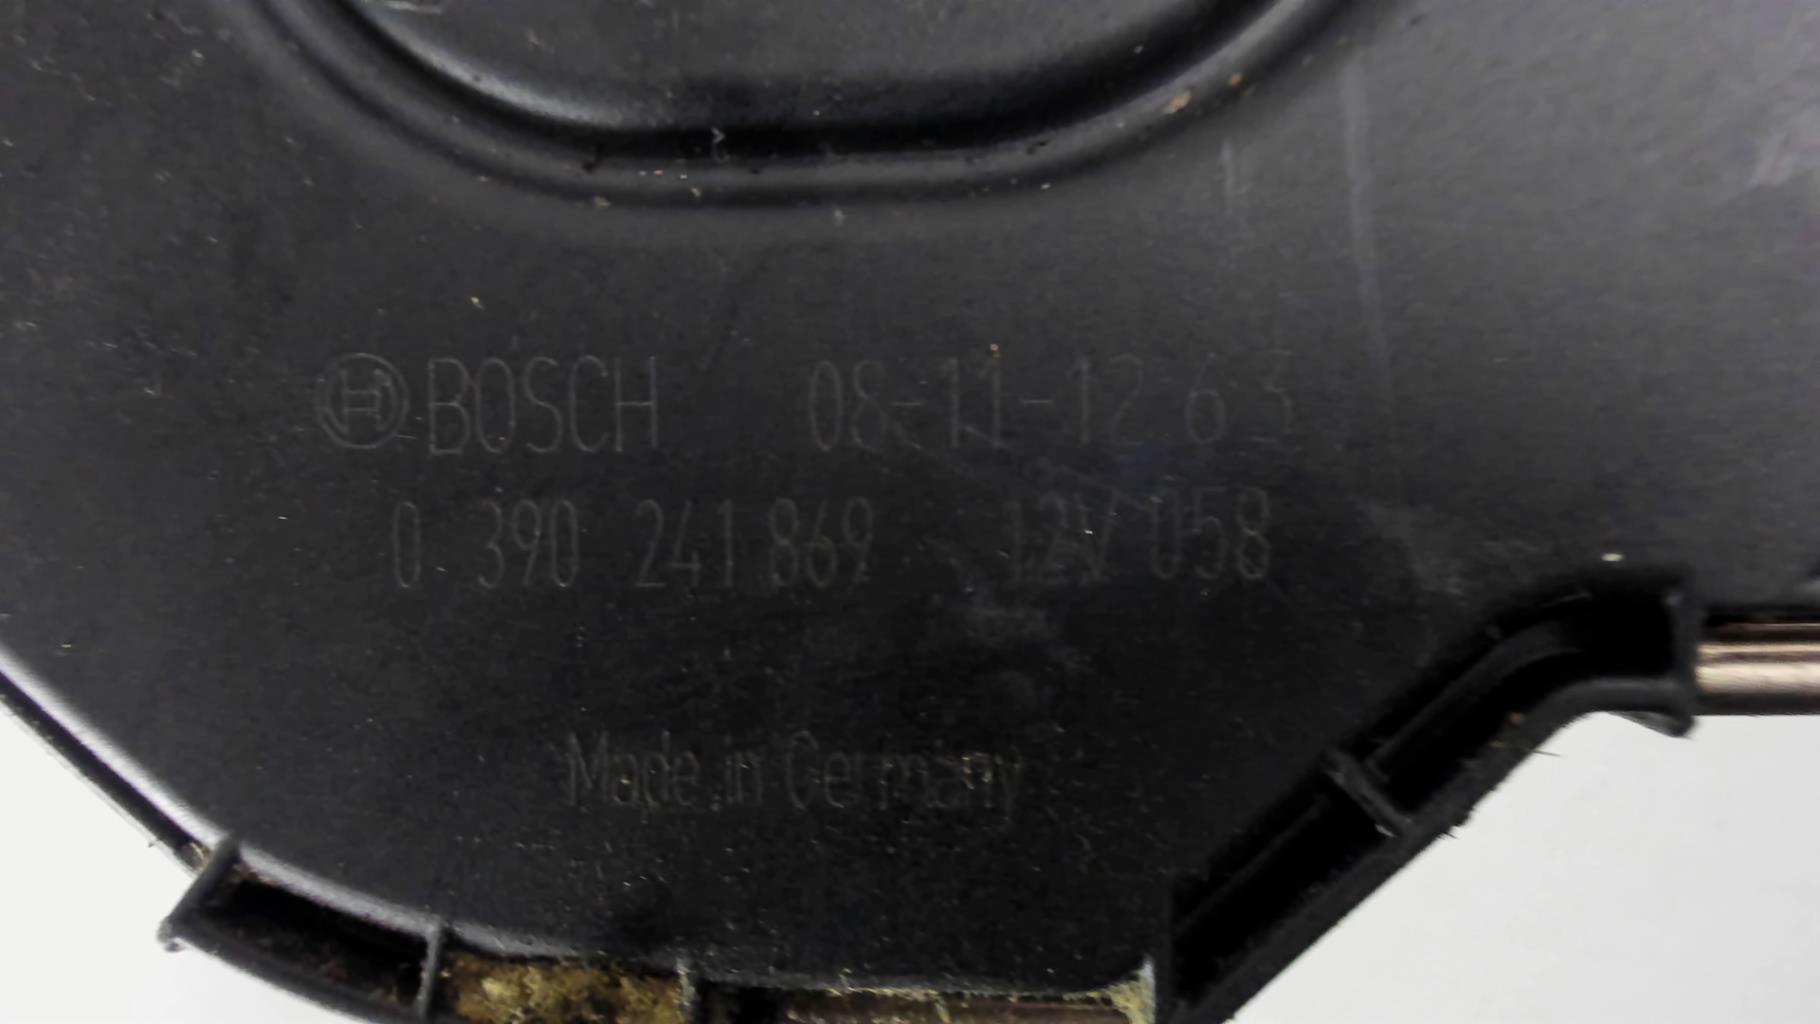 BOSCH 08-11-12 6 3
0 390 241 869 12V 058
Made in Germany